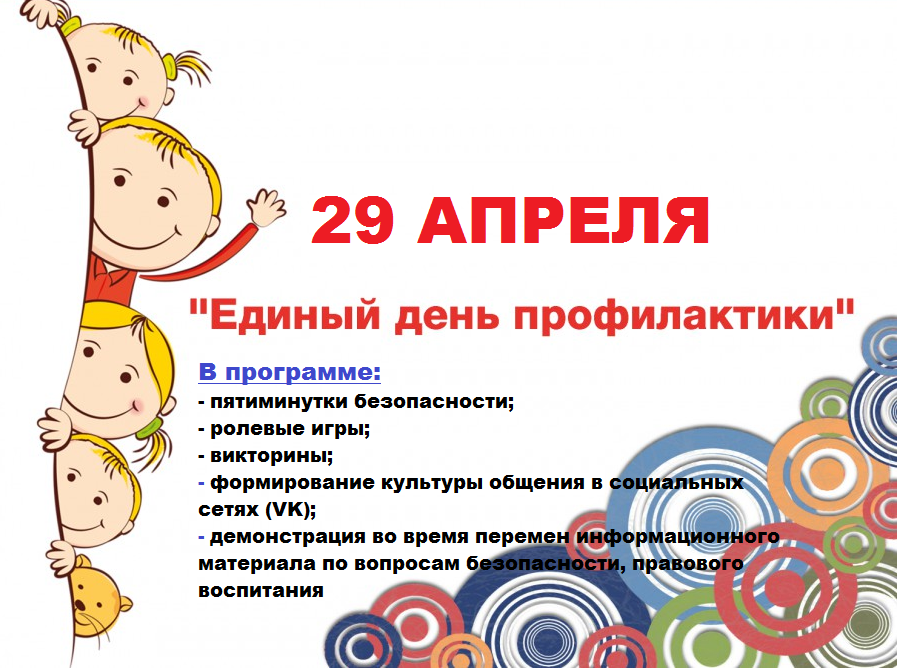 29 АПРЕЛЯ
"Единый день профилактики"
В программе:
- пятиминутки безопасности;
- ролевые игры;
- викторины;
- формирование культуры общения в социальных
сетях (VK);
- демонстрация во время перемен информационного
материала по вопросам безопасности, правового
воспитания